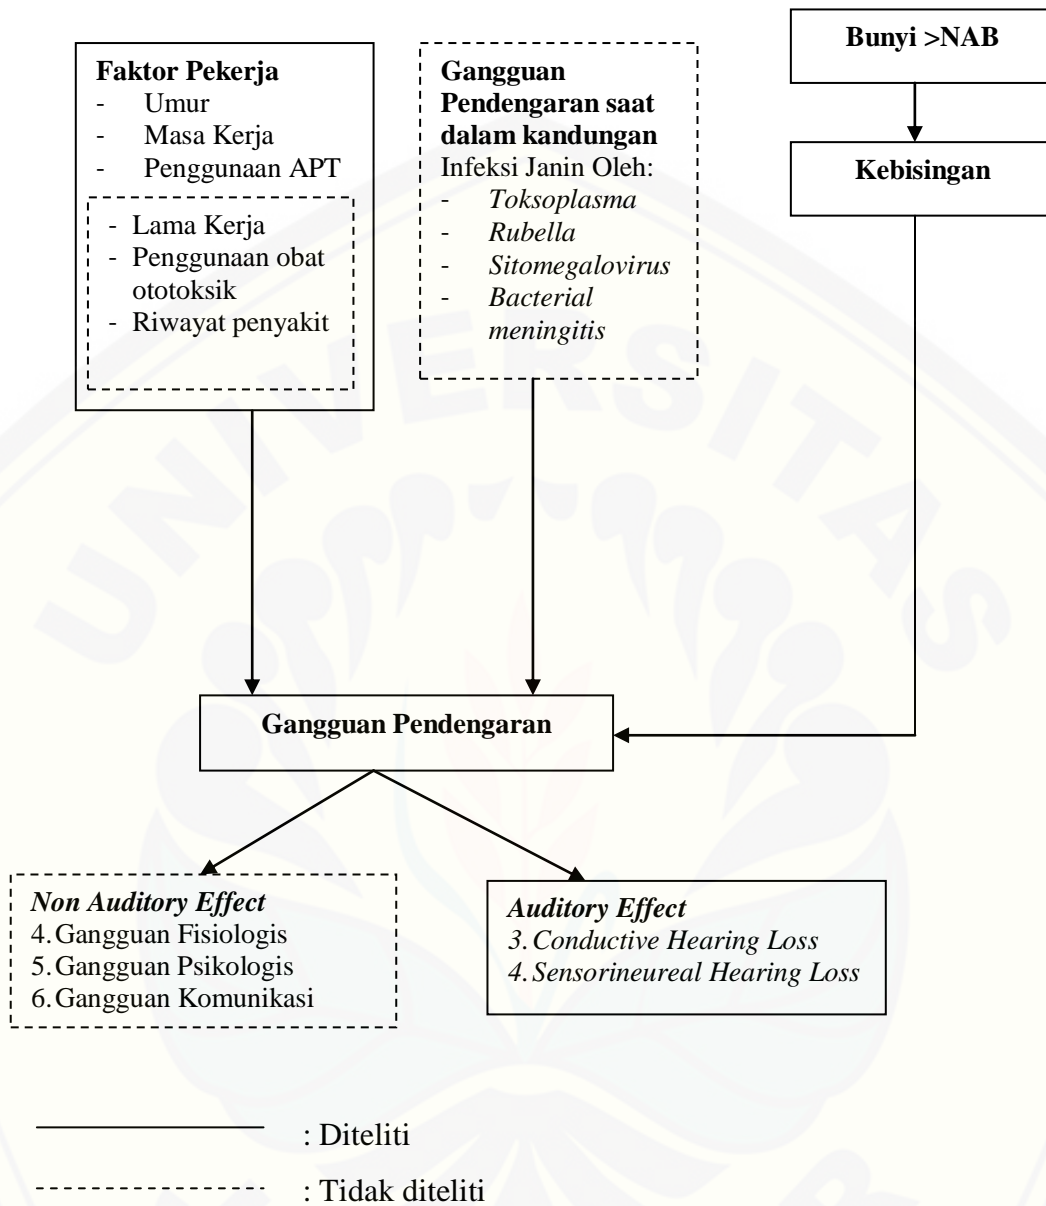 Bunyi >NAB
Faktor Pekerja
- Umur
- Masa Kerja
- Penggunaan APT
- Lama Kerja
- Penggunaan obat
ototoksik
- Riwayat penyakit
Gangguan
Pendengaran saat
dalam kandungan
Infeksi Janin Oleh:
- Toksoplasma
- Rubella
- Sitomegalovirus
- Bacterial
meningitis
Kebisingan
UNIVERSITAS
Gangguan Pendengaran
Non Auditory Effect
4. Gangguan Fisiologis
5. Gangguan Psikologis
6. Gangguan Komunikasi
Auditory Effect
3. Conductive Hearing Loss
4. Sensorineureal Hearing Loss
: Diteliti
: Tidak diteliti